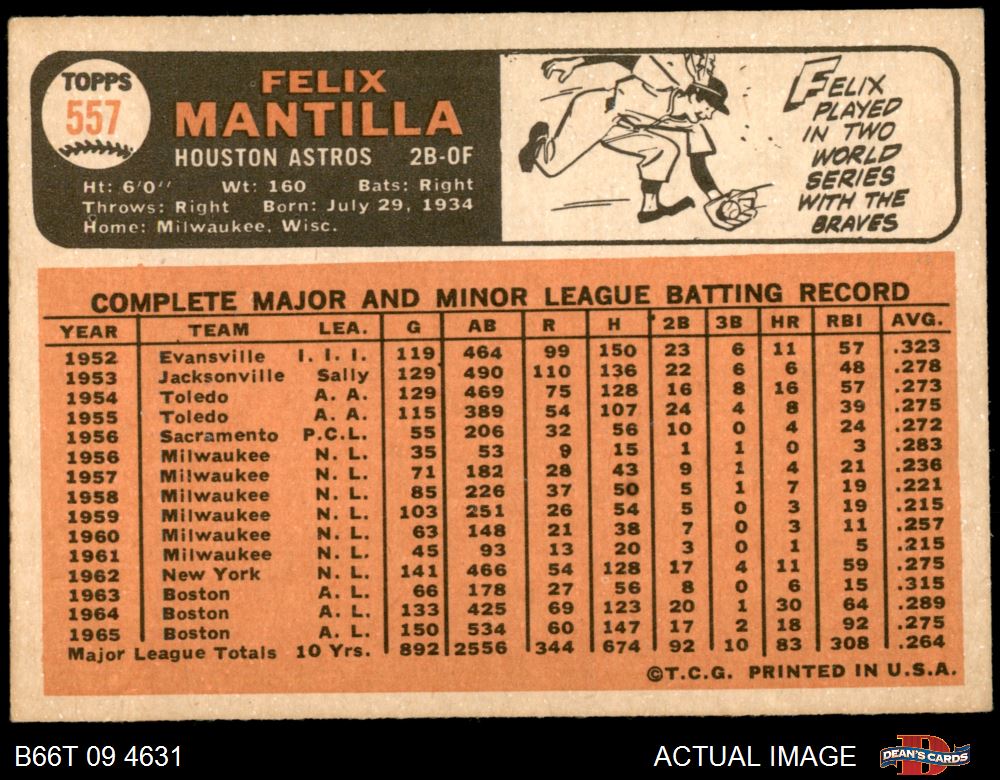 TOPPS
557
FELIX
MANTILLA
HOUSTON ASTROS 2B-OF
Ht: 6'0" Wt: 160 Bats: Right
Throws: Right Born: July 29, 1934
Home: Milwaukee, Wisc.
FELIX
PLAYED
IN TWO
WORLD
SERIES
WITH THE
BRAVES
COMPLETE MAJOR AND MINOR LEAGUE BATTING RECORD
YEAR TEAM LEA. G AB R H 2B 3B HR RBI AVG.
1952 Evansville I. I. I. 119 464 99 150 23 6 11 57 .323
1953 Jacksonville Sally 129 490 110 136 22 6 6 48 .278
1954 Toledo A. A. 129 469 75 128 16 8 16 57 .273
1955 Toledo A. A. 115 389 54 107 24 4 8 39 .275
1956 Sacramento P.C.L. 55 206 32 56 10 0 4 24 .272
1956 Milwaukee N. L. 35 53 9 15 1 1 0 3 .283
1957 Milwaukee N. L. 71 182 28 43 9 1 4 21 .236
1958 Milwaukee N. L. 85 226 37 50 5 1 7 19 .221
1959 Milwaukee N. L. 103 251 26 54 5 0 3 19 .215
1960 Milwaukee N. L. 63 148 21 38 7 0 3 11 .257
1961 Milwaukee N. L. 45 93 13 20 3 0 1 5 .215
1962 New York N. L. 141 466 54 128 17 4 11 59 .275
1963 Boston A. L. 66 178 27 56 8 0 6 15 .315
1964 Boston A. L. 133 425 69 123 20 1 30 64 .289
1965 Boston A. L. 150 534 60 147 17 2 18 92 .275
Major League Totals 10 Yrs. 892 2556 344 674 92 10 83 308 .264
©T.C.G. PRINTED IN U.S.A.
B66T 09 4631 ACTUAL IMAGE DEAN'S CARDS